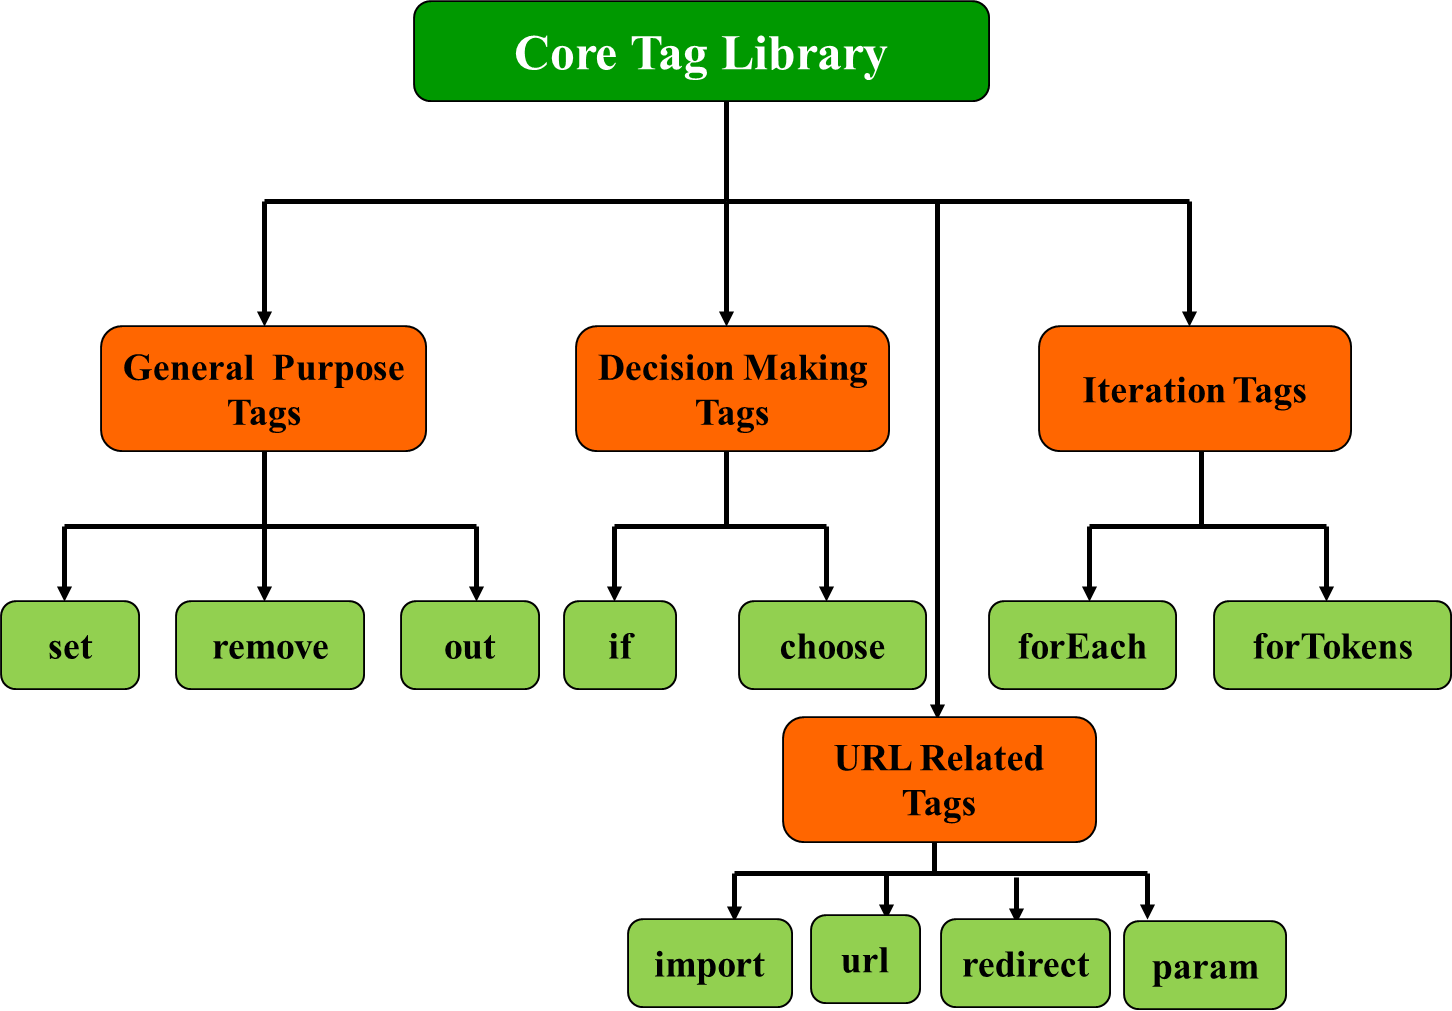 Core Tag Library
General Purpose
Tags
Decision Making
Tags
Iteration Tags
set
remove
out
if
choose
forEach
forTokens
URL Related
Tags
import
url
redirect
param